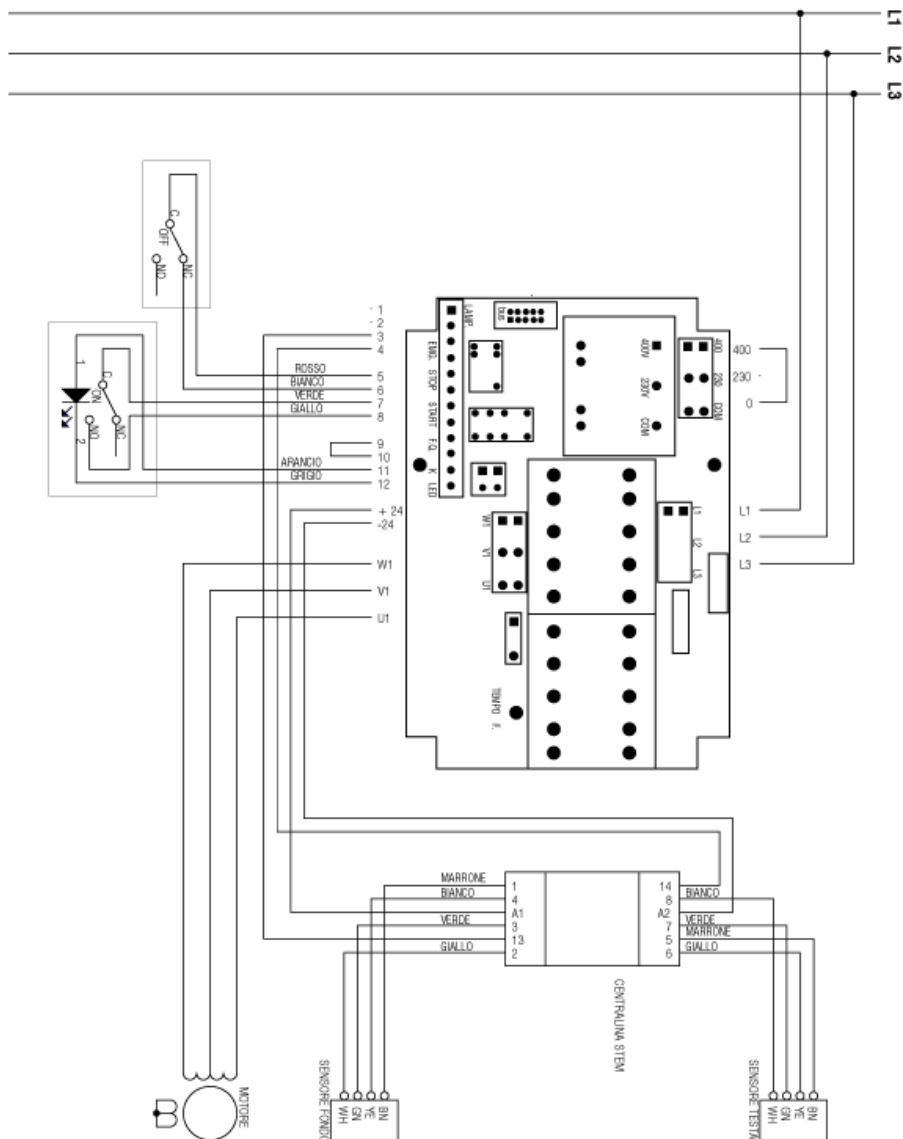 L1
L2
L3
C
OFF
NC
NO
1
C
ON
NO
NC
2
1
2
3
4
ROSSO
5
BIANCO
6
VERDE
7
GIALLO
8
9
10
ARANCIO
11
GRIGIO
12
+ 24
-24
W1
V1
U1
LAMP.
EMG.
STOP
START
F.Q.
K
LED
bus
400V
230V
COM
400
230
COM
400
230
0
W1
V1
U1
L1
L2
L3
L1
L2
L3
TEMPO F.
MARRONE
1
BIANCO
4
A1
VERDE
3
13
GIALLO
2
14
BIANCO
8
A2
7
VERDE
5
MARRONE
6
GIALLO
CENTRALINA STEM
MOTORE
SENSORE FONDO
WH
GN
YE
BN
SENSORE TESTA
WH
GN
YE
BN